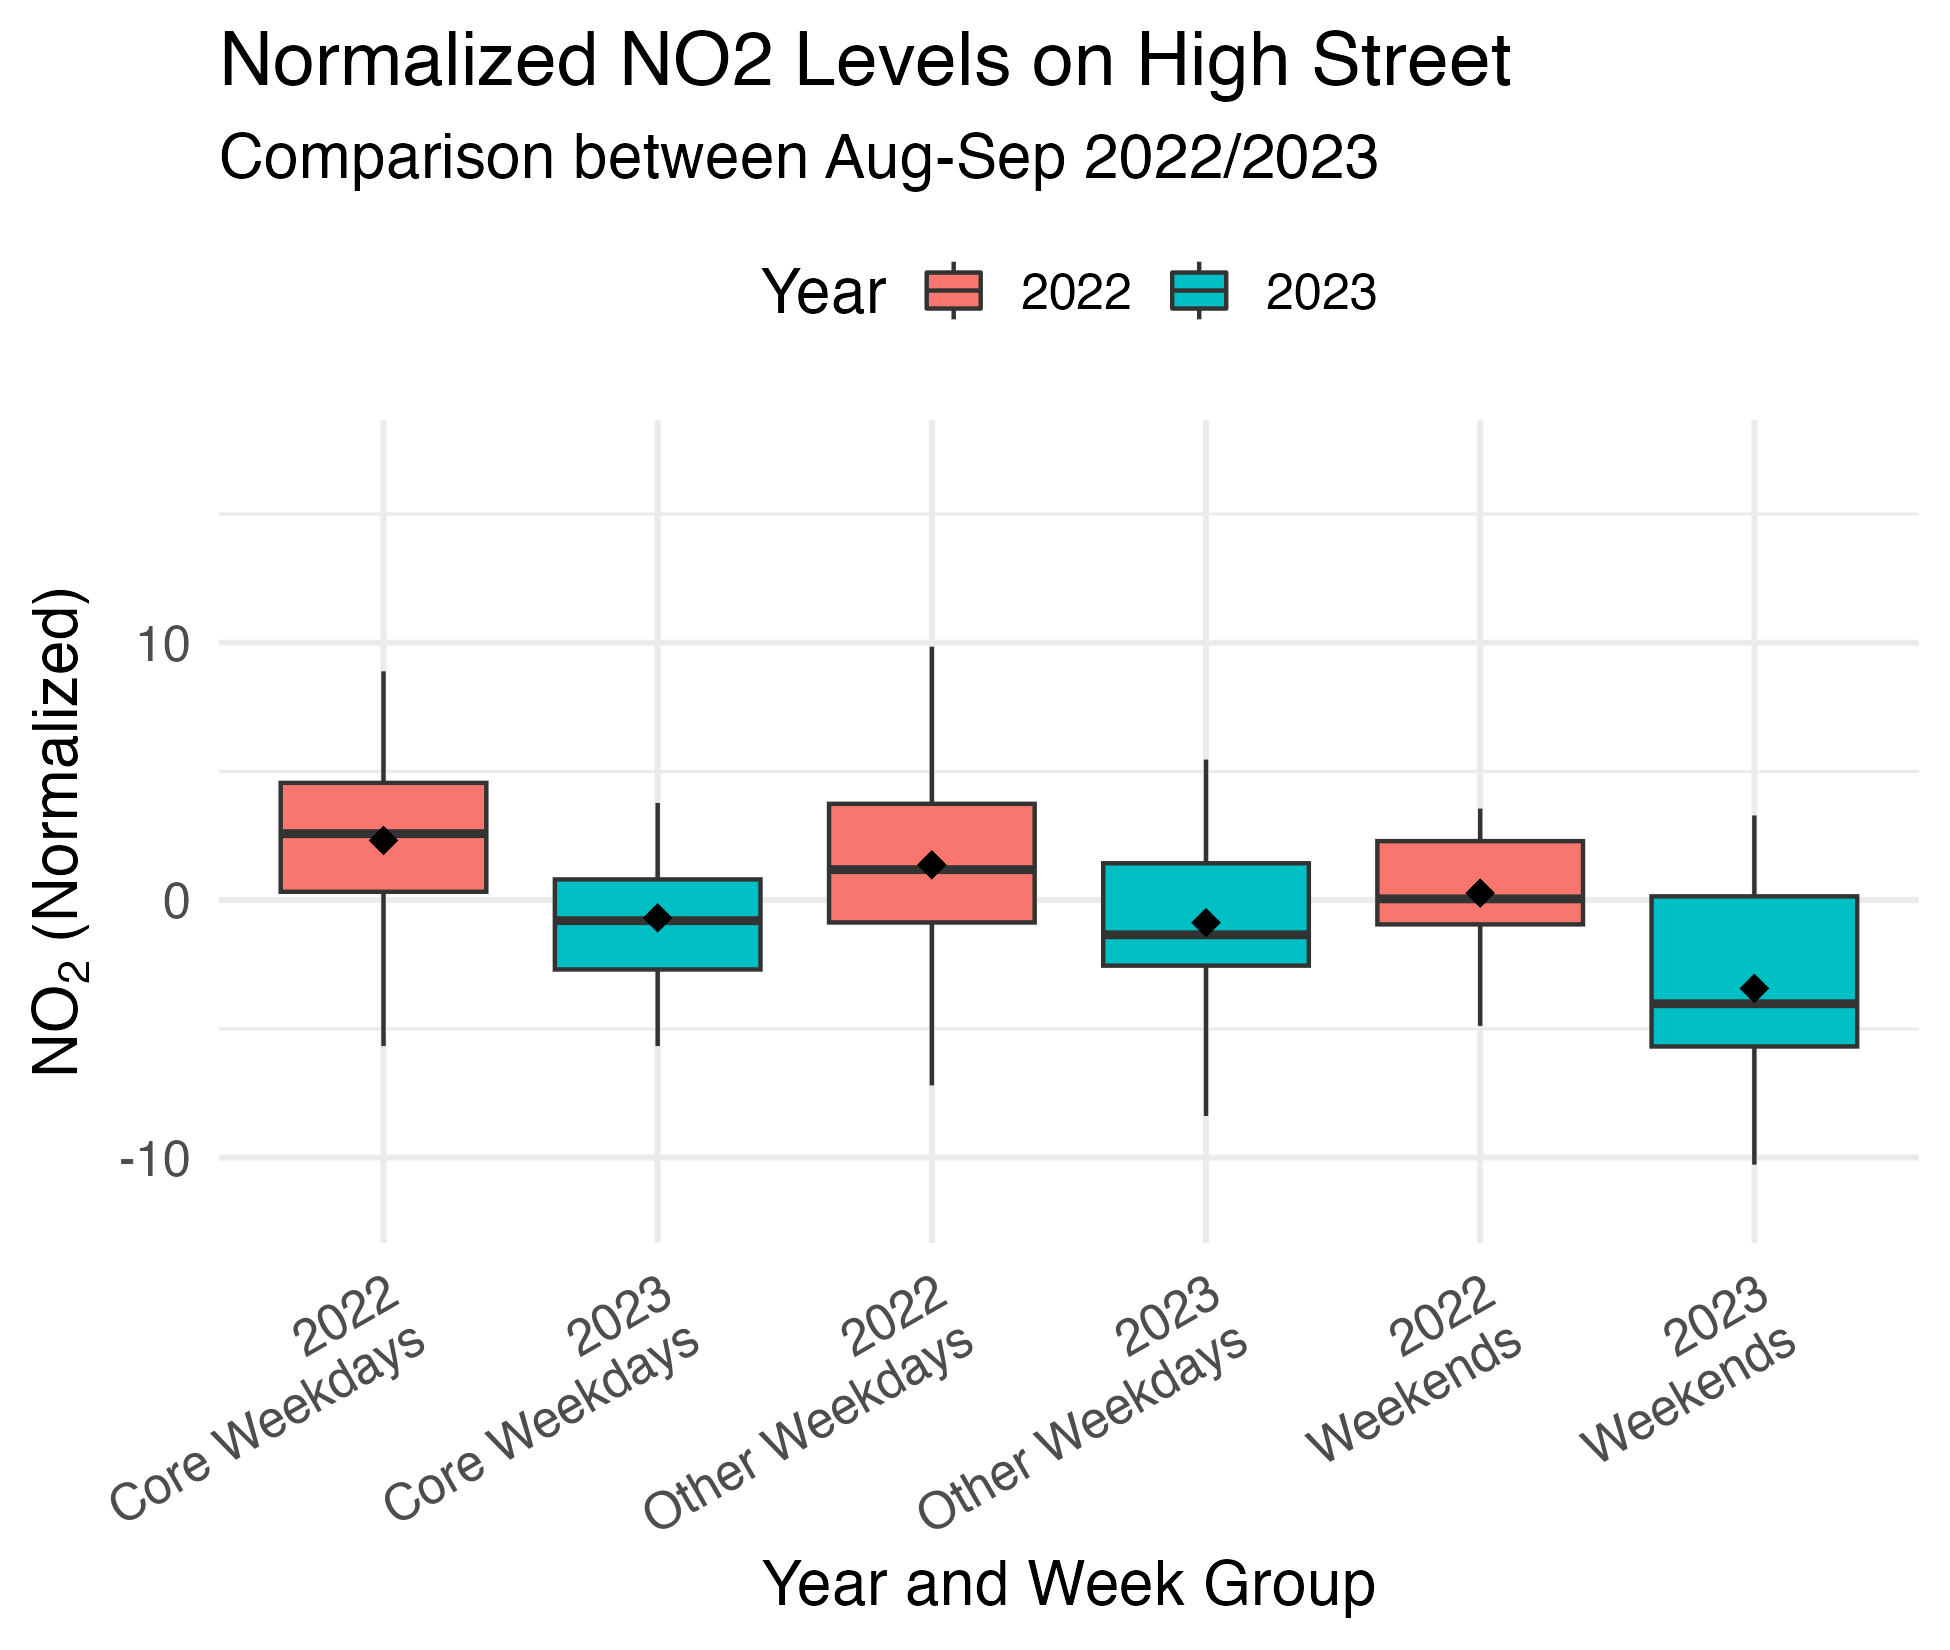 Normalized NO2 Levels on High Street
Comparison between Aug-Sep 2022/2023
Year 2022 2023
NO₂ (Normalized)
10
0
-10
2022
Core Weekdays
2023
Core Weekdays
2022
Other Weekdays
2023
Other Weekdays
2022
Weekends
2023
Weekends
Year and Week Group